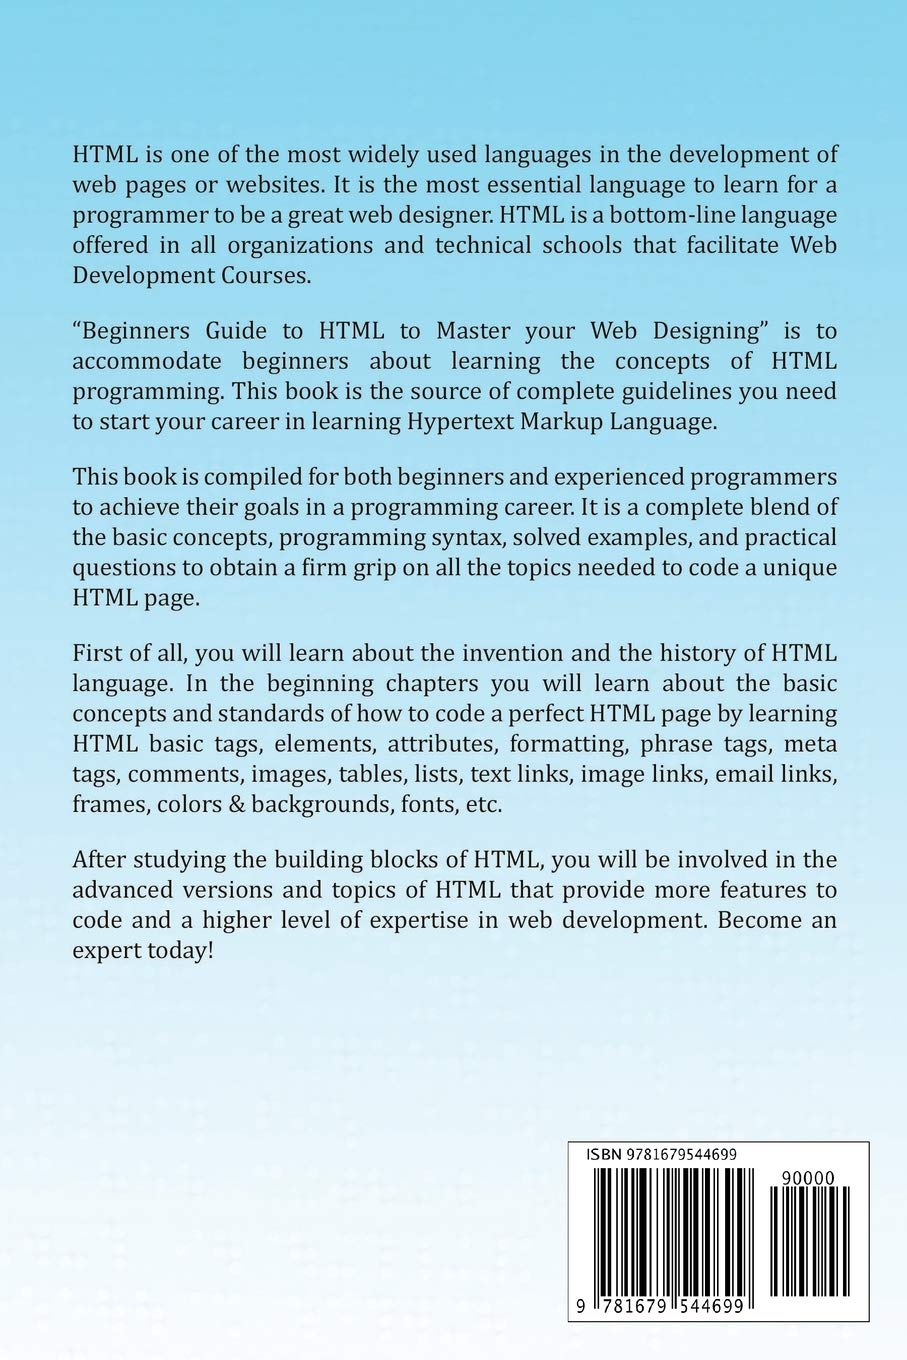 HTML is one of the most widely used languages in the development of
web pages or websites. It is the most essential language to learn for a
programmer to be a great web designer. HTML is a bottom-line language
offered in all organizations and technical schools that facilitate Web
Development Courses.
“Beginners Guide to HTML to Master your Web Designing” is to
accommodate beginners about learning the concepts of HTML
programming. This book is the source of complete guidelines you need
to start your career in learning Hypertext Markup Language.
This book is compiled for both beginners and experienced programmers
to achieve their goals in a programming career. It is a complete blend of
the basic concepts, programming syntax, solved examples, and practical
questions to obtain a firm grip on all the topics needed to code a unique
HTML page.
First of all, you will learn about the invention and the history of HTML
language. In the beginning chapters you will learn about the basic
concepts and standards of how to code a perfect HTML page by learning
HTML basic tags, elements, attributes, formatting, phrase tags, meta
tags, comments, images, tables, lists, text links, image links, email links,
frames, colors & backgrounds, fonts, etc.
After studying the building blocks of HTML, you will be involved in the
advanced versions and topics of HTML that provide more features to
code and a higher level of expertise in web development. Become an
expert today!
ISBN 9781679544699
90000
9 781679 544699